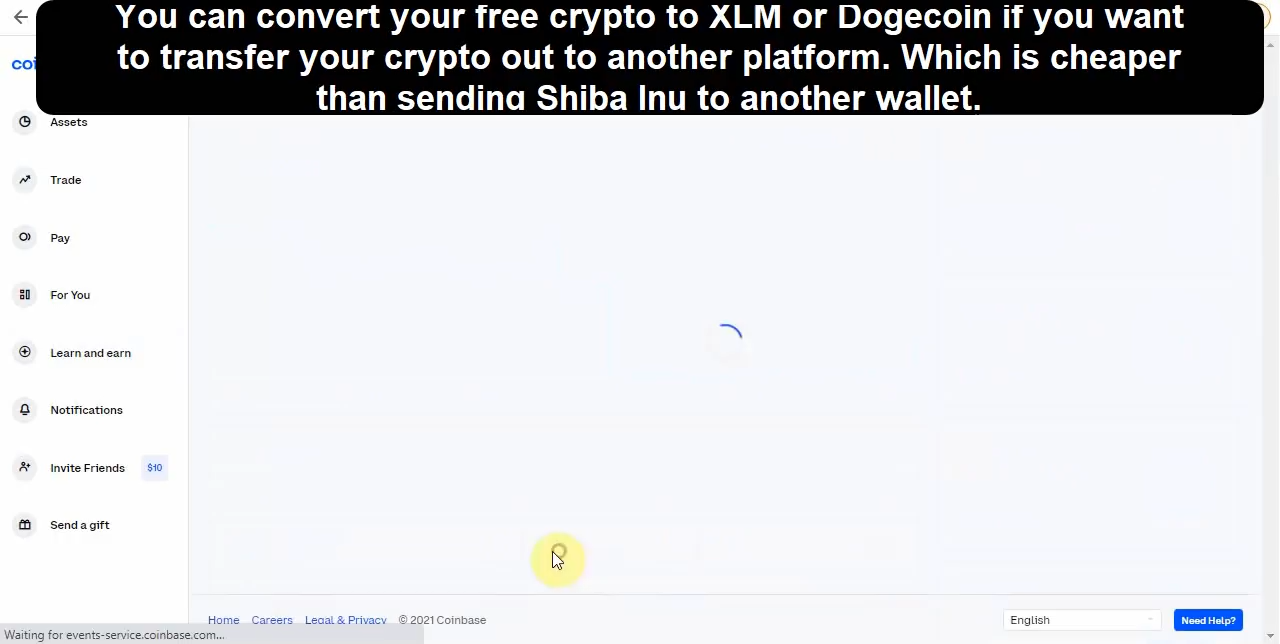 You can convert your free crypto to XLM or Dogecoin if you want
to transfer your crypto out to another platform. Which is cheaper
than sending Shiba Inu to another wallet.
Assets
Trade
Pay
For You
Learn and earn
Notifications
Invite Friends $10
Send a gift
Home Careers Legal & Privacy © 2021 Coinbase English Need Help?
Waiting for events-service.coinbase.com...